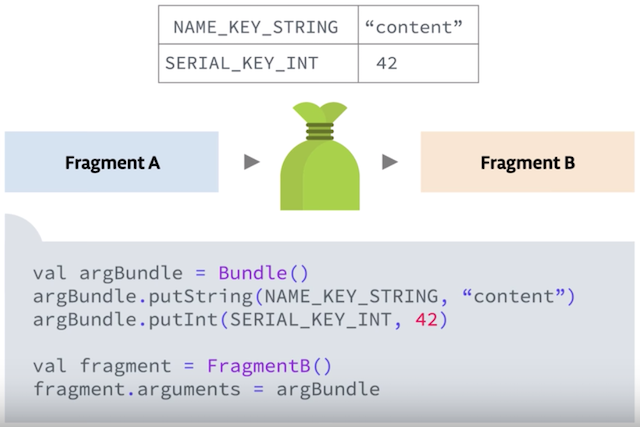 NAME_KEY_STRING “content”
SERIAL_KEY_INT 42
Fragment A
Fragment B
val argBundle = Bundle()
argBundle.putString(NAME_KEY_STRING, “content”)
argBundle.putInt(SERIAL_KEY_INT, 42)
val fragment = FragmentB()
fragment.arguments = argBundle